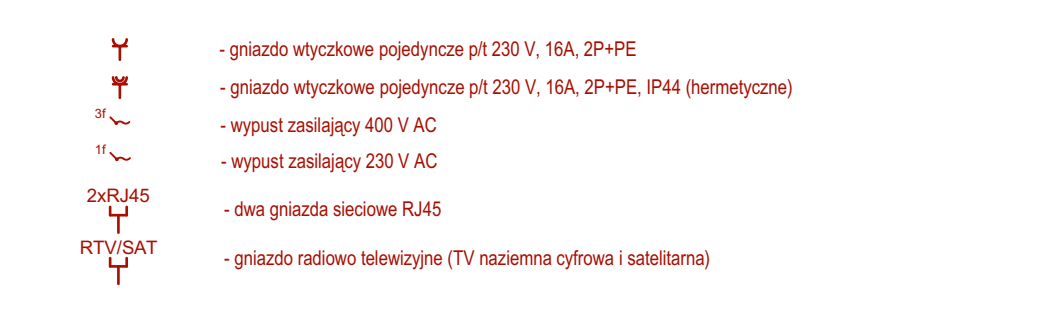 - gniazdo wtyczkowe pojedyncze p/t 230 V, 16A, 2P+PE
- gniazdo wtyczkowe pojedyncze p/t 230 V, 16A, 2P+PE, IP44 (hermetyczne)
3f - wypust zasilający 400 V AC
1f - wypust zasilający 230 V AC
2xRJ45
- dwa gniazda sieciowe RJ45
RTV/SAT
- gniazdo radiowo telewizyjne (TV naziemna cyfrowa i satelitarna)